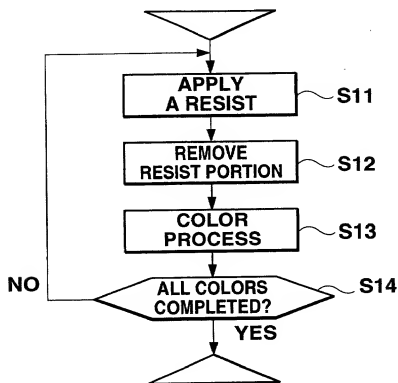 APPLY
A RESIST
S11
REMOVE
RESIST PORTION
S12
COLOR
PROCESS
S13
NO
ALL COLORS
COMPLETED?
S14
YES